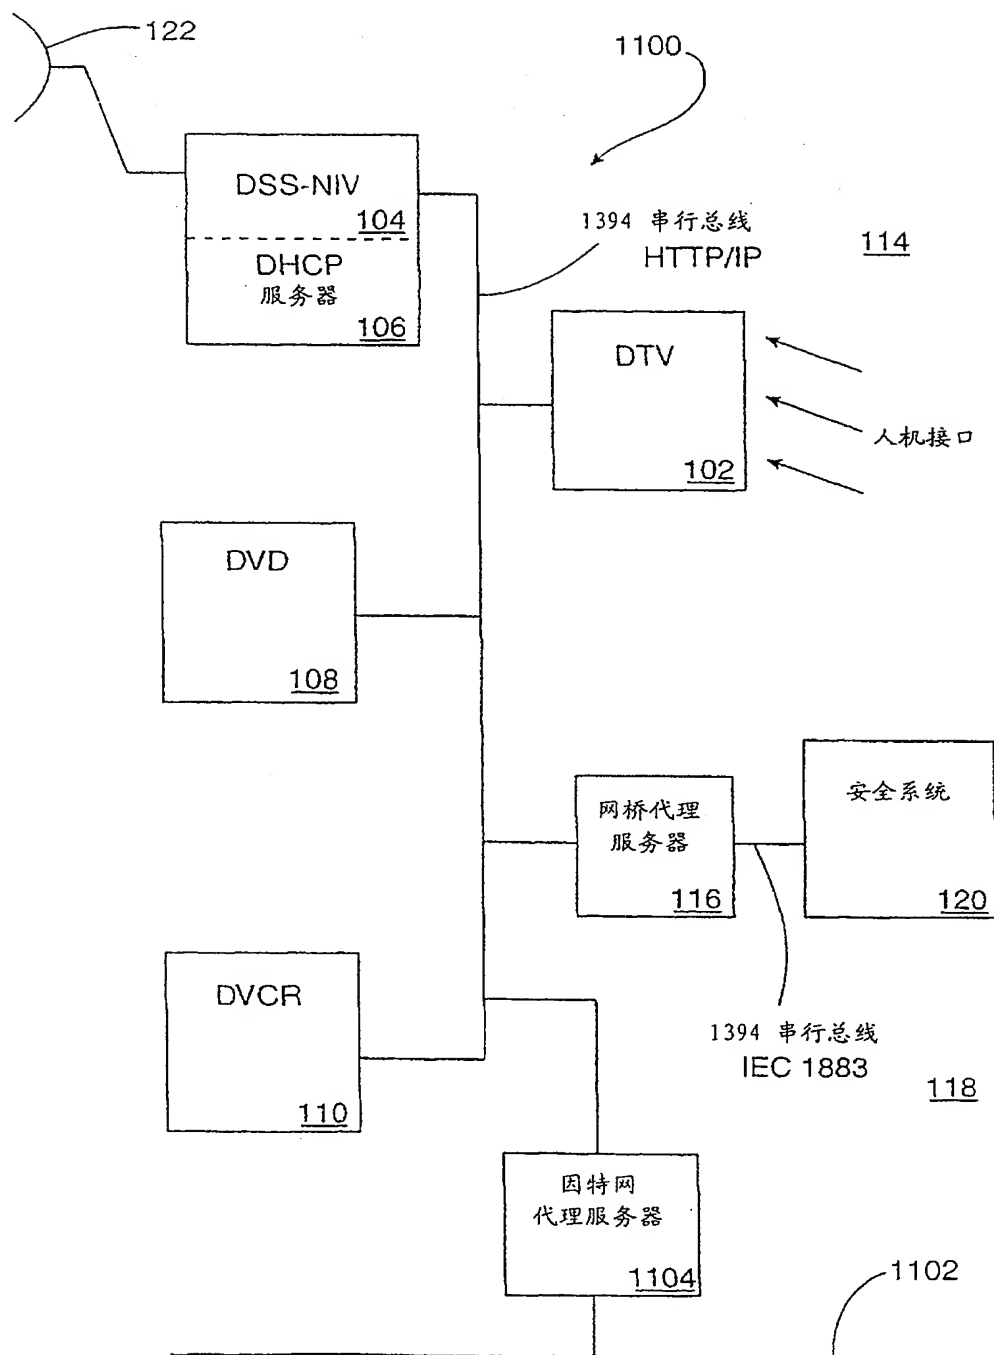 122
1100
DSS-NIV
104
DHCP
服务器
106
1394 串行总线
HTTP/IP
114
DTV
102
人机接口
DVD
108
网桥代理
服务器
116
安全系统
120
DVCR
110
1394 串行总线
IEC 1883
118
因特网
代理服务器
1104
1102